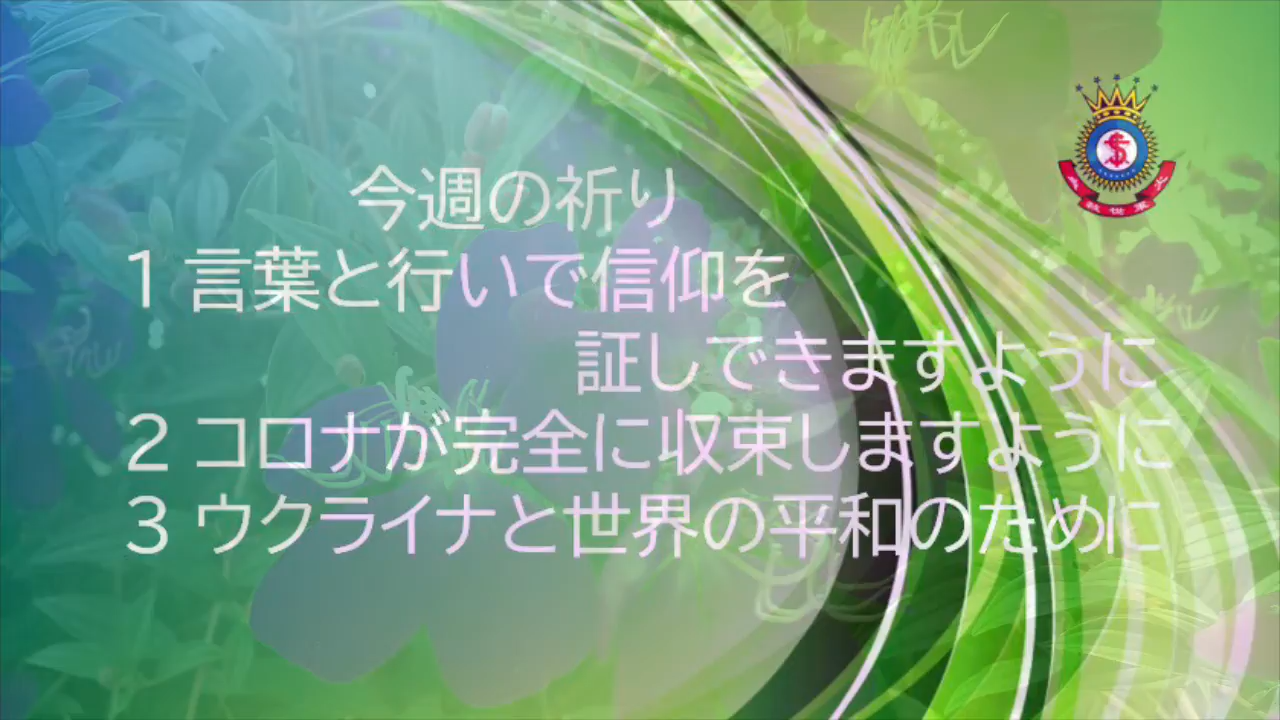 今週の祈り
１言葉と行いで信仰を
証しできますように
２コロナが完全に収束しますように
３ウクライナと世界の平和のために
S